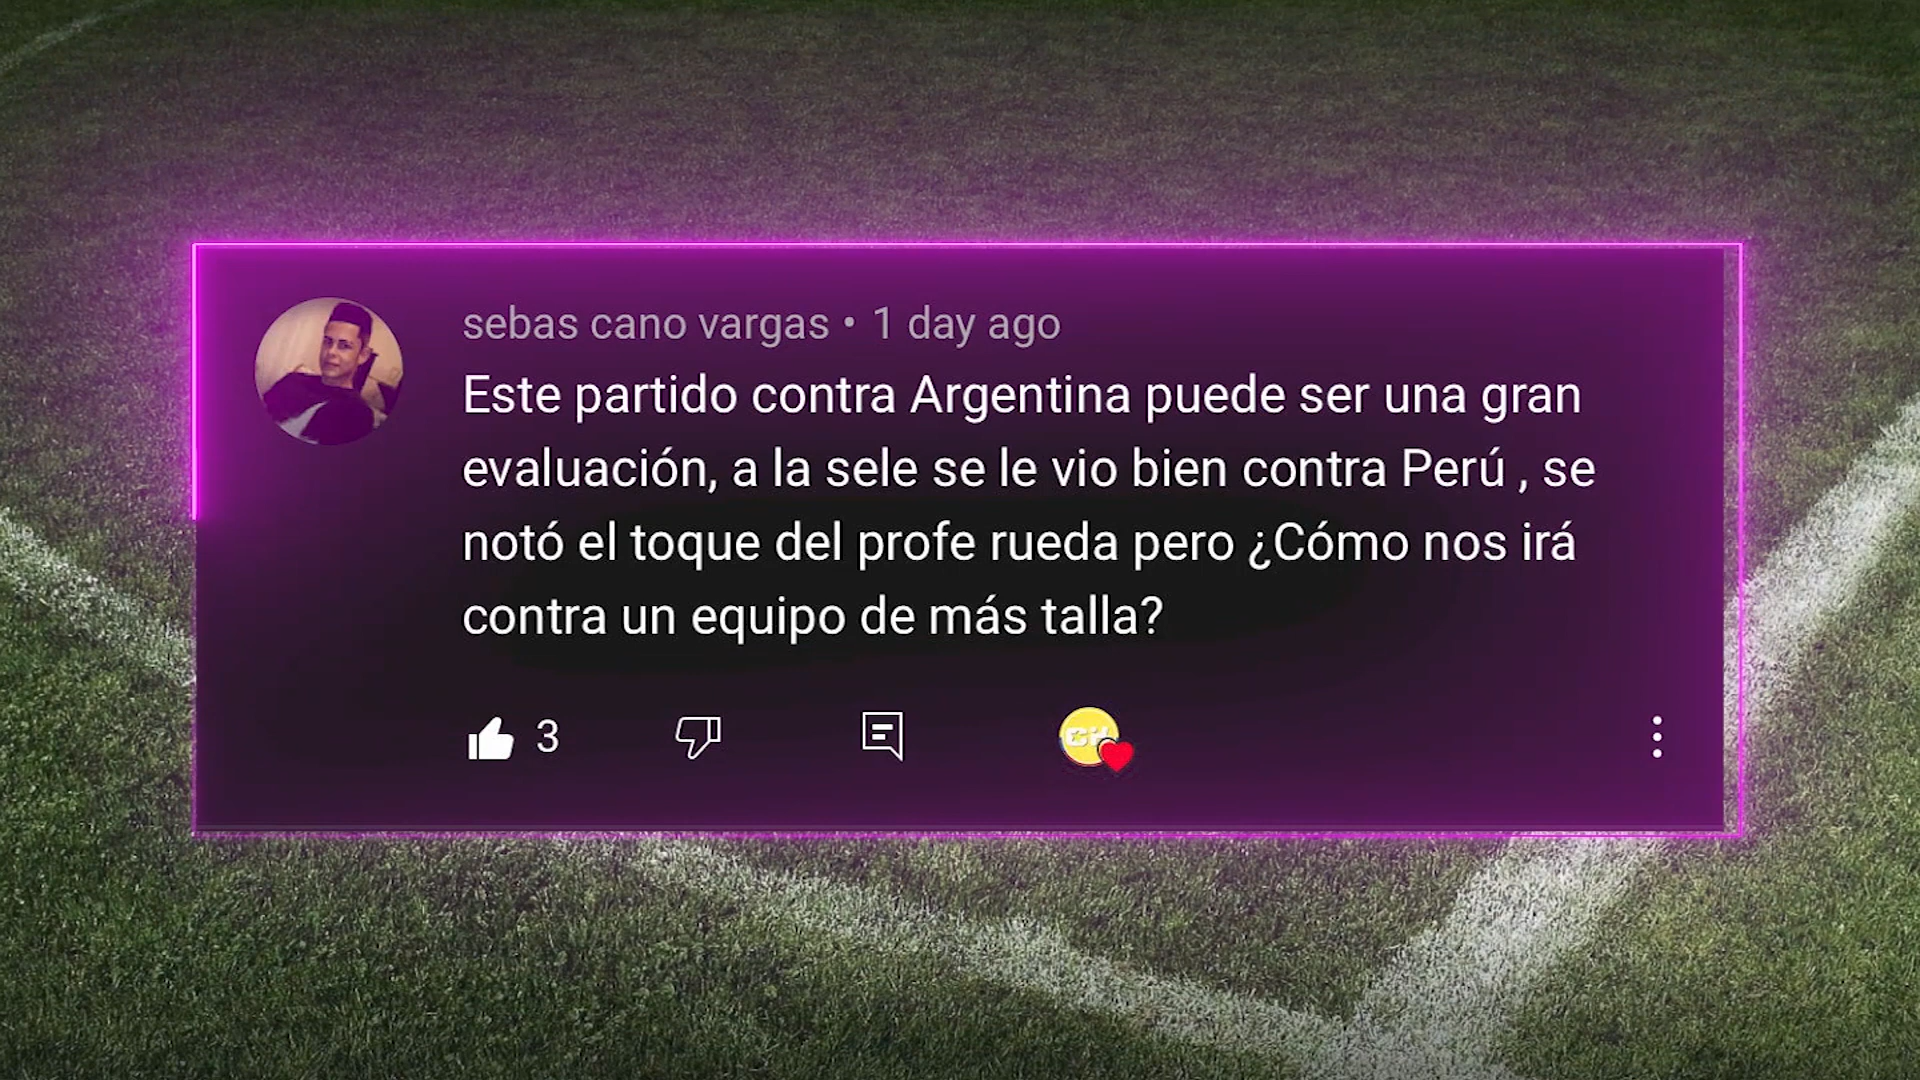 sebas cano vargas • 1 day ago
Este partido contra Argentina puede ser una gran
evaluación, a la sele se le vio bien contra Perú , se
notó el toque del profe rueda pero ¿Cómo nos irá
contra un equipo de más talla?
3